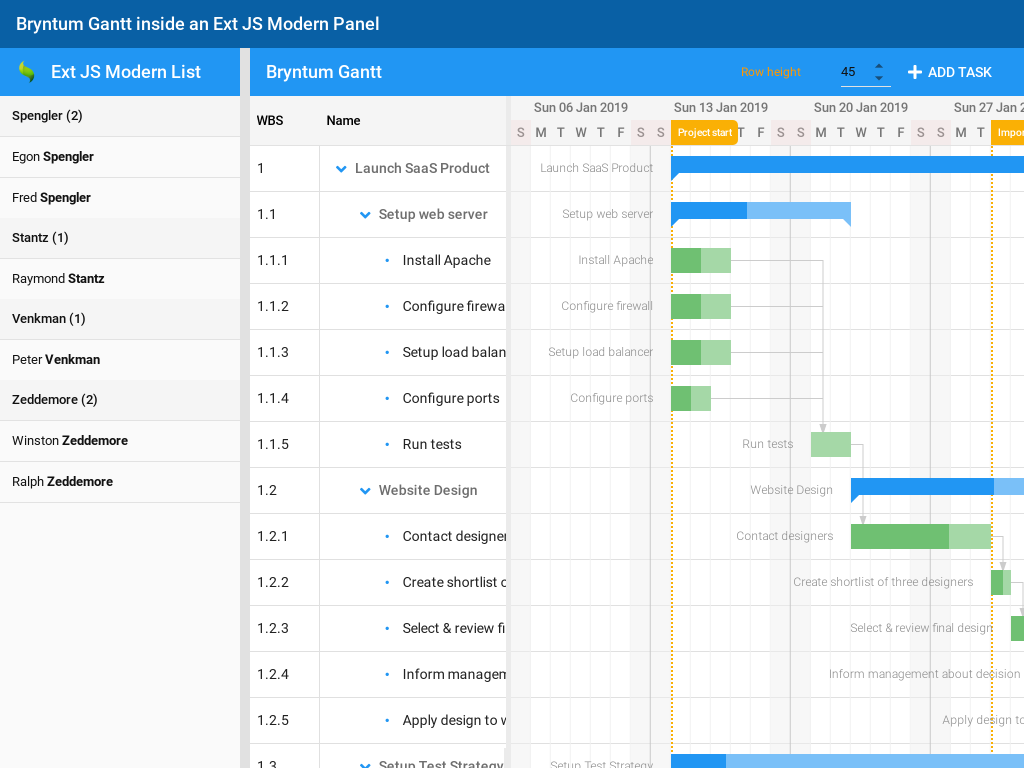 Bryntum Gantt inside an Ext JS Modern Panel
Ext JS Modern List
Bryntum Gantt
Row height
45
ADD TASK
Spengler (2)
Egon Spengler
Fred Spengler
Stantz (1)
Raymond Stantz
Venkman (1)
Peter Venkman
Zeddemore (2)
Winston Zeddemore
Ralph Zeddemore
WBS Name
Sun 06 Jan 2019 Sun 13 Jan 2019 Sun 20 Jan 2019 Sun 27 Jan 2
S M T W T F S S Project start T F S S M T W T F S S M T Impor
1 Launch SaaS Product Launch SaaS Product
1.1 Setup web server Setup web server
1.1.1 Install Apache Install Apache
1.1.2 Configure firewa Configure firewall
1.1.3 Setup load balan Setup load balancer
1.1.4 Configure ports Configure ports
1.1.5 Run tests Run tests
1.2 Website Design Website Design
1.2.1 Contact designer Contact designers
1.2.2 Create shortlist o Create shortlist of three designers
1.2.3 Select & review fi Select & review final design
1.2.4 Inform managem Inform management about decision
1.2.5 Apply design to w Apply design to
1.3 Setup Test Strategy Setup Test Strategy